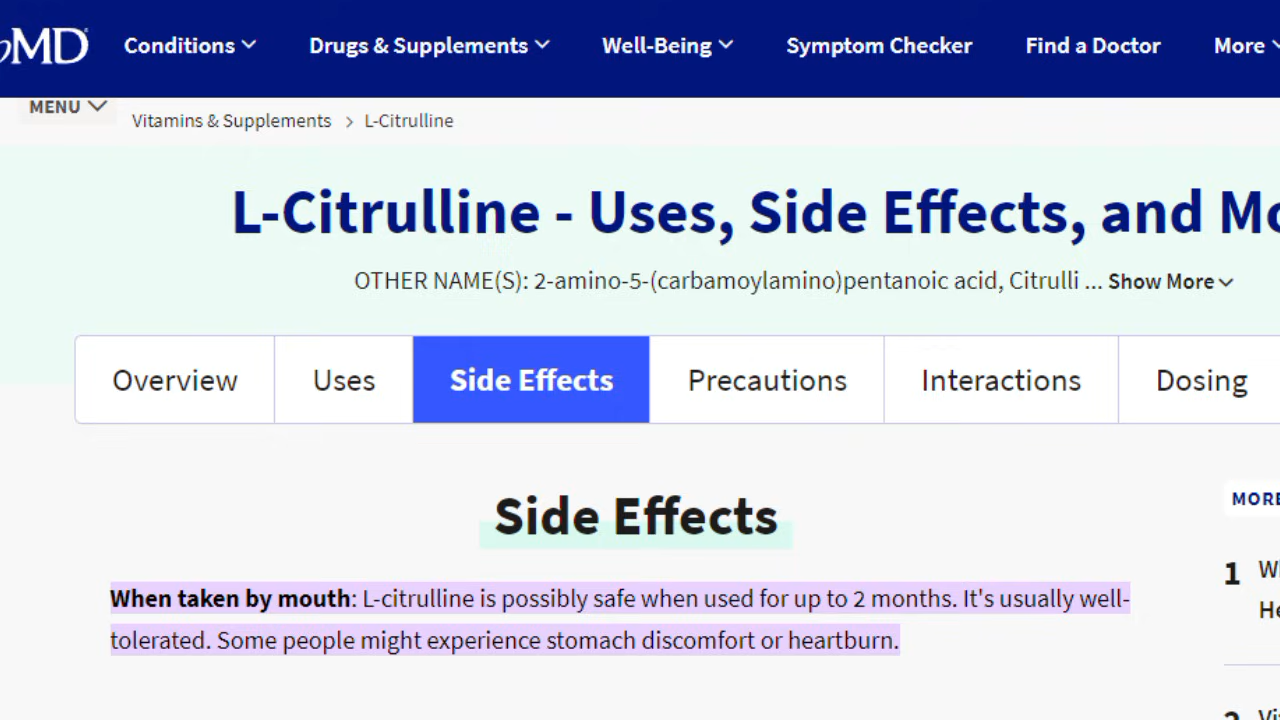 MD Conditions Drugs & Supplements Well-Being Symptom Checker Find a Doctor More
MENU
Vitamins & Supplements > L-Citrulline
L-Citrulline - Uses, Side Effects, and
OTHER NAME(S): 2-amino-5-(carbamoylamino)pentanoic acid, Citrulli ... Show More
Overview Uses Side Effects Precautions Interactions Dosing
Side Effects
MORE
When taken by mouth: L-citrulline is possibly safe when used for up to 2 months. It's usually well-
tolerated. Some people might experience stomach discomfort or heartburn.
1